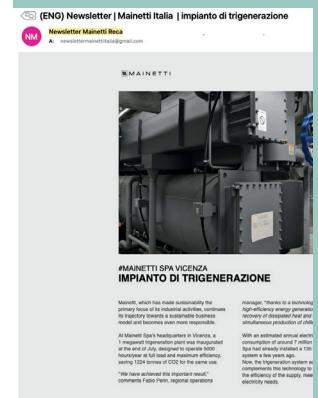 (ENG) Newsletter | Mainetti Italia | impianto di trigenerazione
NM
Newsletter Mainetti Reca
A: newslettermainettiitalia@gmail.com
MAINETTI
#MAINETTI SPA VICENZA
IMPIANTO DI TRIGENERAZIONE
Mainetti, which has made sustainability the
primary focus of its industrial activities, continues
its trajectory towards a sustainable business
model and becomes even more responsible.
At Mainetti Spa's headquarters in Vicenza, a
1 megawatt trigeneration plant was inaugurated
at the end of July, designed to operate 5000
hours/year at full load and maximum efficiency,
saving 1224 tonnes of CO2 for the same use.
"We have achieved this important result,"
comments Fabio Perin, regional operations
manager, "thanks to a technolog
high-efficiency energy generatio
recovery of dissipated heat and
simultaneous production of chill
With an estimated annual electri
consumption of around 7 million
Spa had already installed a 135
system a few years ago.
Now, the trigeneration system a
complements this technology to
the efficiency of the supply, mee
electricity needs.